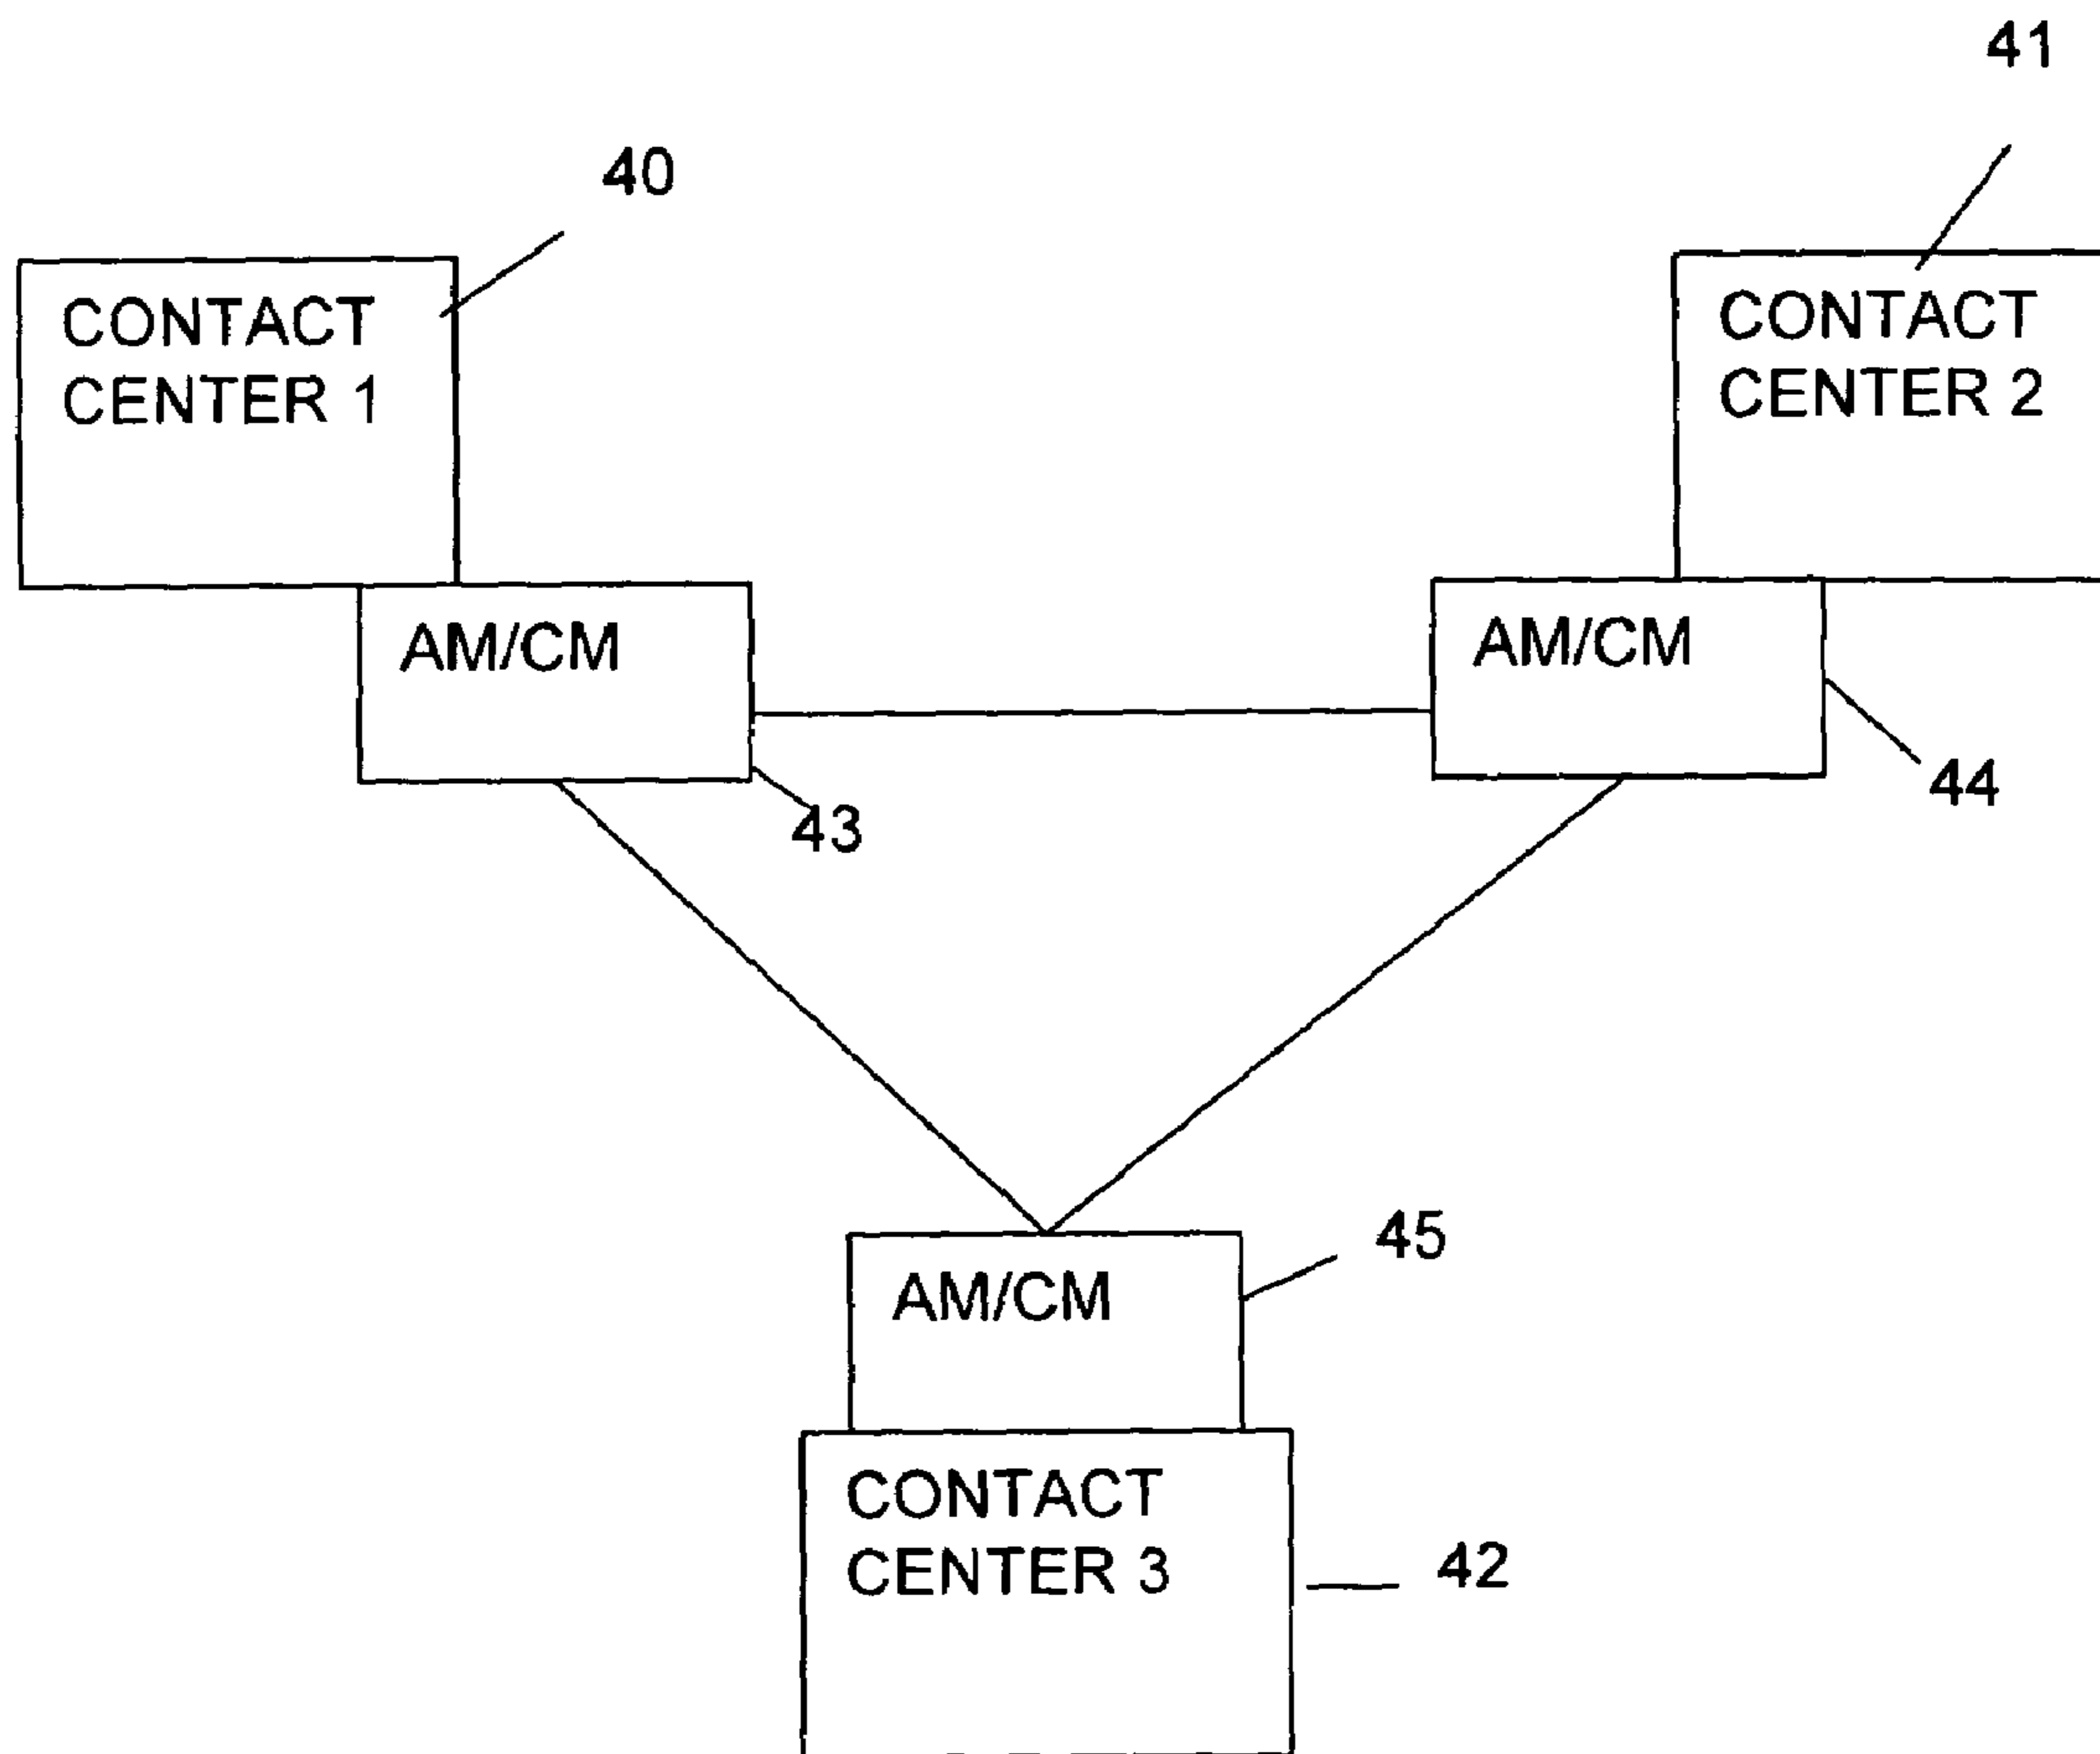 41
40
CONTACT
CENTER 1
CONTACT
CENTER 2
AM/CM
AM/CM
44
43
45
AM/CM
CONTACT
CENTER 3
42